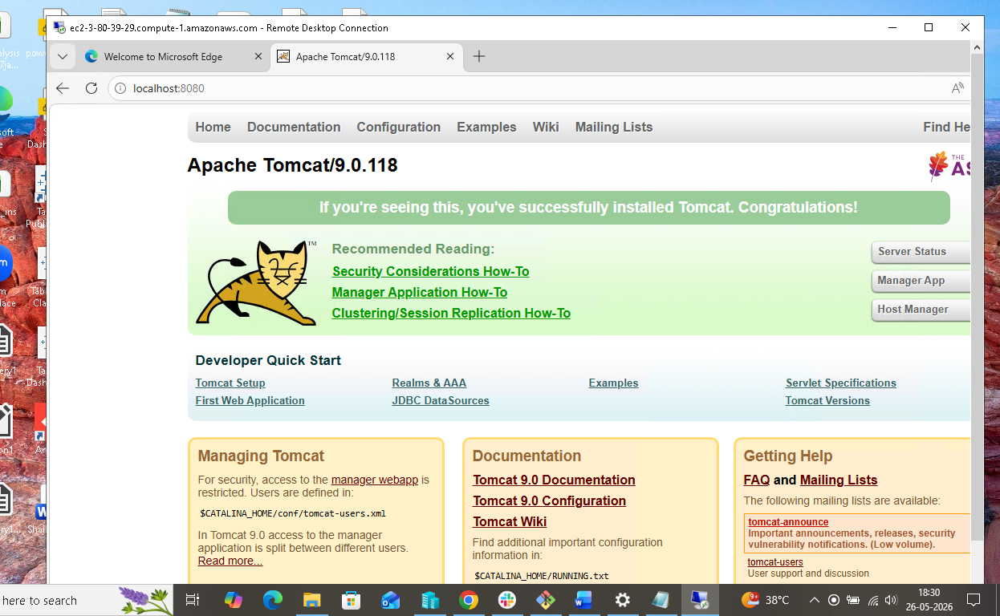 ec2-3-80-39-29.compute-1.amazonaws.com - Remote Desktop Connection
Welcome to Microsoft Edge
Apache Tomcat/9.0.118
localhost:8080
Home Documentation Configuration Examples Wiki Mailing Lists Find He
Apache Tomcat/9.0.118
THE
AS
If you're seeing this, you've successfully installed Tomcat. Congratulations!
TM
Recommended Reading:
Security Considerations How-To
Manager Application How-To
Clustering/Session Replication How-To
Server Status
Manager App
Host Manager
Developer Quick Start
Tomcat Setup
First Web Application
Realms & AAA
JDBC DataSources
Examples
Servlet Specifications
Tomcat Versions
Managing Tomcat
For security, access to the manager webapp is
restricted. Users are defined in:
$CATALINA_HOME/conf/tomcat-users.xml
In Tomcat 9.0 access to the manager
application is split between different users.
Read more...
Documentation
Tomcat 9.0 Documentation
Tomcat 9.0 Configuration
Tomcat Wiki
Find additional important configuration
information in:
$CATALINA_HOME/RUNNING.txt
Getting Help
FAQ and Mailing Lists
The following mailing lists are available:
tomcat-announce
Important announcements, releases, security
vulnerability notifications. (Low volume).
tomcat-users
User support and discussion
here to search
38°C
18:30
26-05-2026